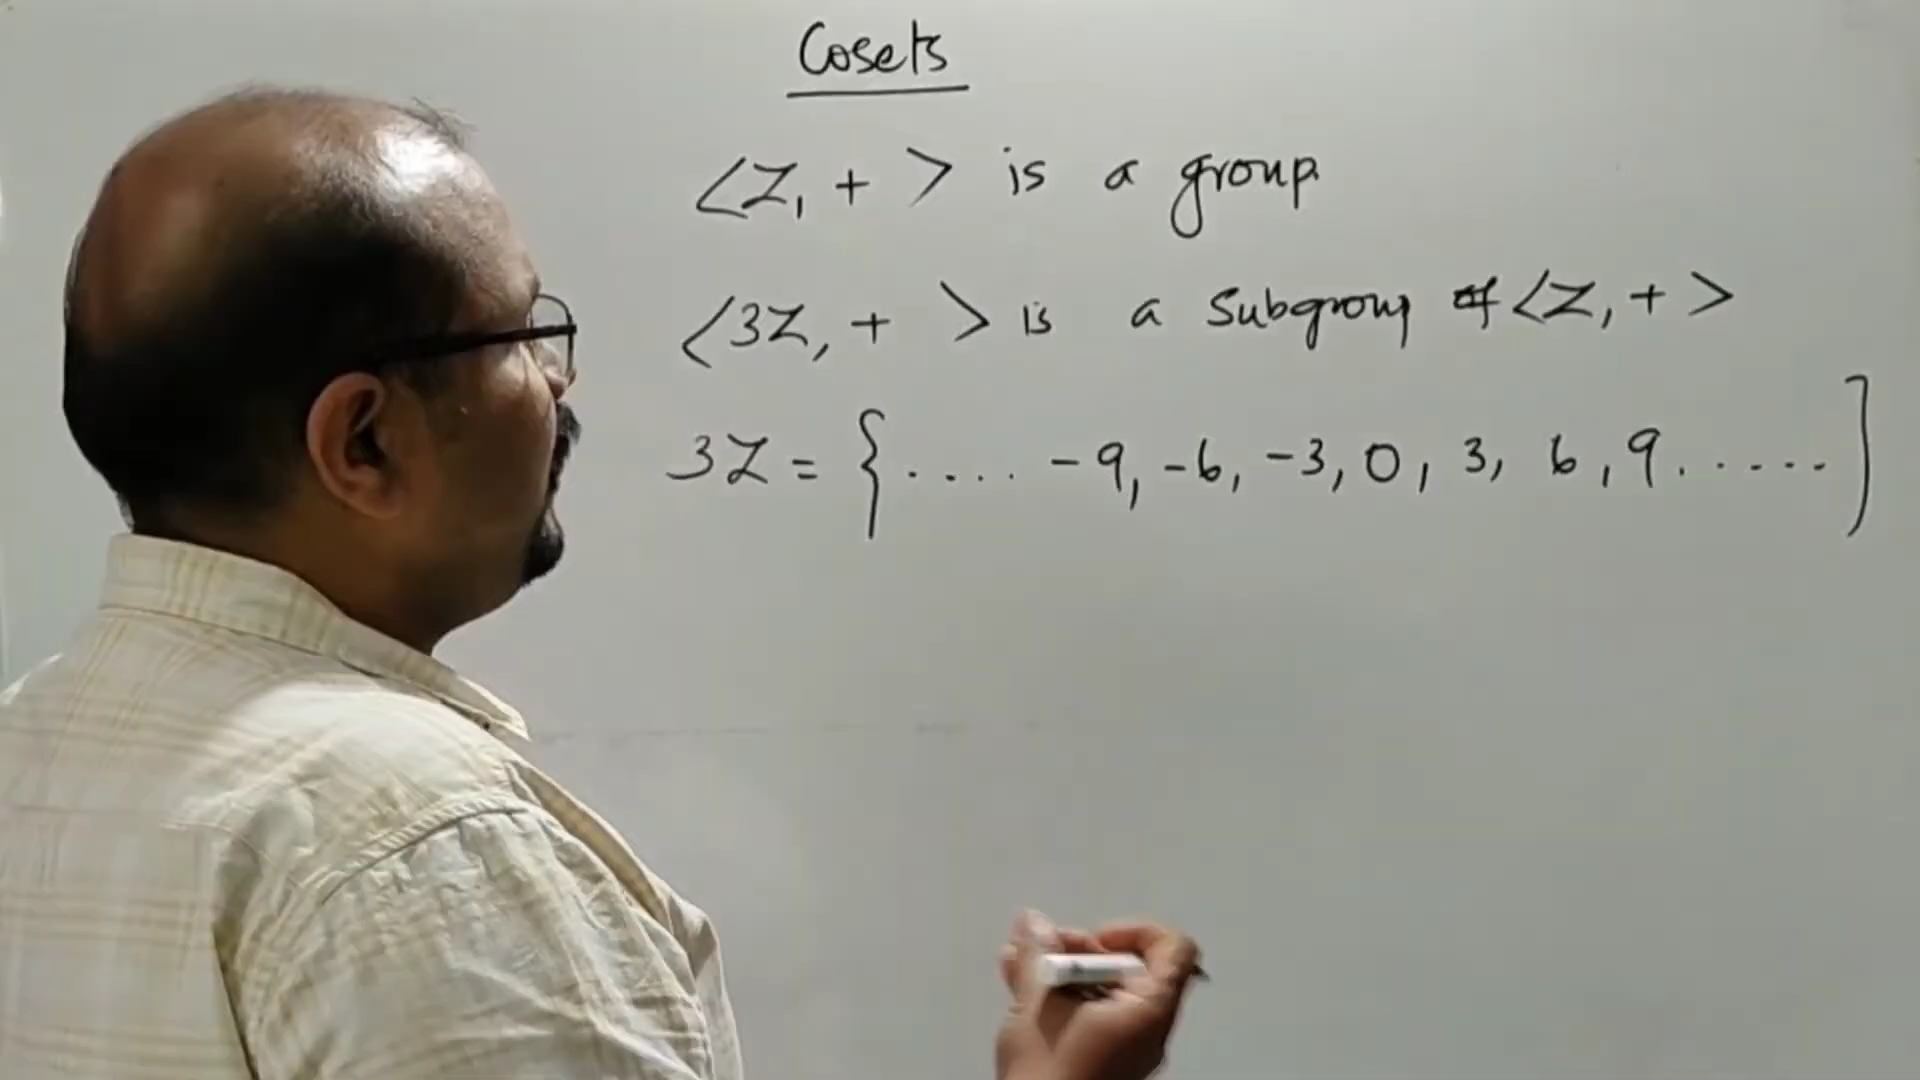 Cosets
<Z, + > is a group
<3Z, + > is a subgroup of <Z, + >
3Z = {.... -9, -6, -3, 0, 3, 6, 9. .....]